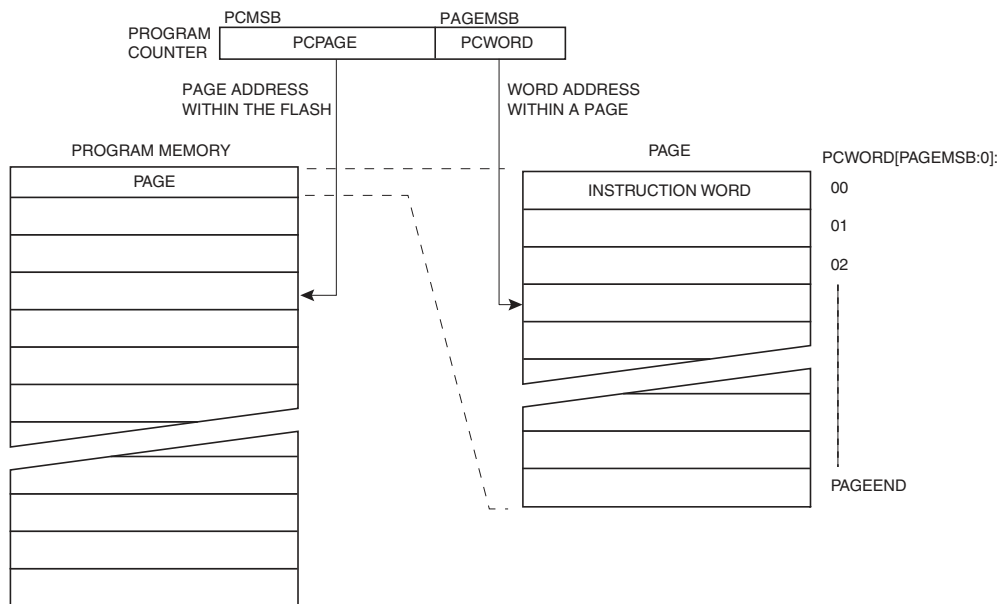 PCMSB
PAGEMSB
PROGRAM
COUNTER
PCPAGE
PCWORD
PAGE ADDRESS
WITHIN THE FLASH
WORD ADDRESS
WITHIN A PAGE
PROGRAM MEMORY
PAGE
PCWORD[PAGEMSB:0]:
PAGE
INSTRUCTION WORD
00
01
02
PAGEEND